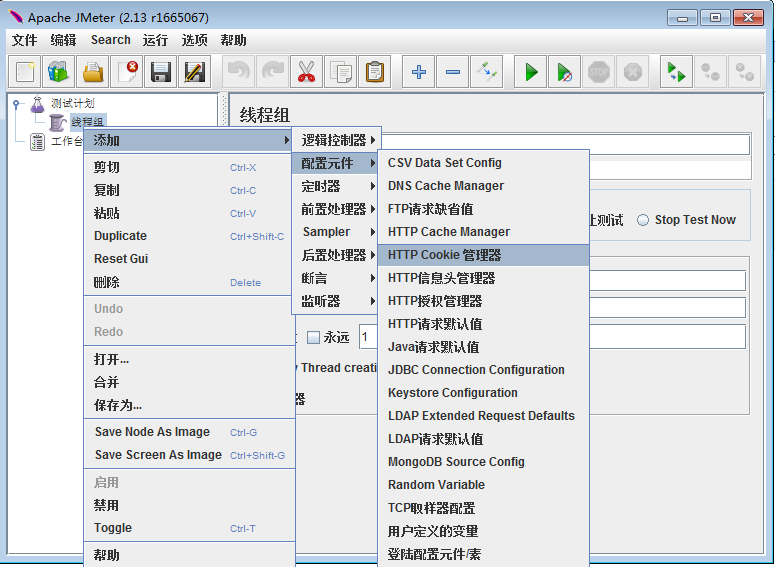 Apache JMeter (2.13 r1665067)
文件 编辑 Search 运行 选项 帮助
STOP
测试计划
线程组
工作台
线程组
添加
剪切 Ctrl-X
复制 Ctrl-C
粘贴 Ctrl-V
Duplicate Ctrl+Shift-C
Reset Gui
删除 Delete
Undo
Redo
打开...
合并
保存为...
Save Node As Image Ctrl-G
Save Screen As Image Ctrl+Shift-G
启用
禁用
Toggle Ctrl-T
帮助
逻辑控制器
配置元件
定时器
前置处理器
Sampler
后置处理器
断言
监听器
CSV Data Set Config
DNS Cache Manager
FTP请求缺省值
HTTP Cache Manager
HTTP Cookie 管理器
HTTP信息头管理器
HTTP授权管理器
HTTP请求默认值
Java请求默认值
JDBC Connection Configuration
Keystore Configuration
LDAP Extended Request Defaults
LDAP请求默认值
MongoDB Source Config
Random Variable
TCP取样器配置
用户定义的变量
登陆配置元件/素
止测试 Stop Test Now
永远 1
Thread creati
器